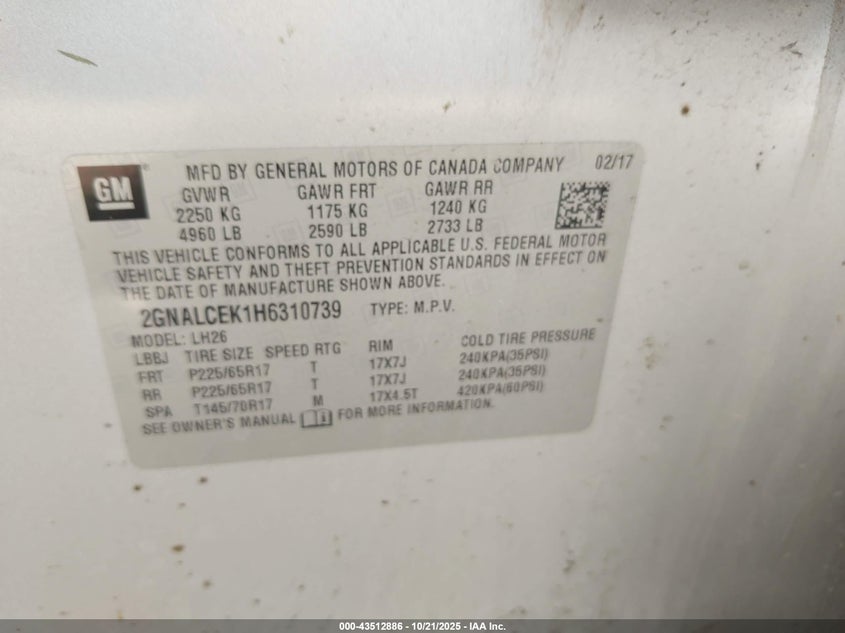 GM
MFD BY GENERAL MOTORS OF CANADA COMPANY 02/17
GVWR GAWR FRT GAWR RR
2250 KG 1175 KG 1240 KG
4960 LB 2590 LB 2733 LB
THIS VEHICLE CONFORMS TO ALL APPLICABLE U.S. FEDERAL MOTOR
VEHICLE SAFETY AND THEFT PREVENTION STANDARDS IN EFFECT ON
THE DATE OF MANUFACTURE SHOWN ABOVE.
2GNALCEK1H6310739 TYPE: M.P.V.
MODEL: LH26
LBBJ TIRE SIZE SPEED RTG RIM COLD TIRE PRESSURE
FRT P225/65R17 T 17X7J 240KPA(35PSI)
RR P225/65R17 T 17X7J 240KPA(35PSI)
SPA T145/70R17 M 17X4.5T 420KPA(60PSI)
SEE OWNER'S MANUAL FOR MORE INFORMATION.
000-43512886 - 10/21/2025 - IAA Inc.